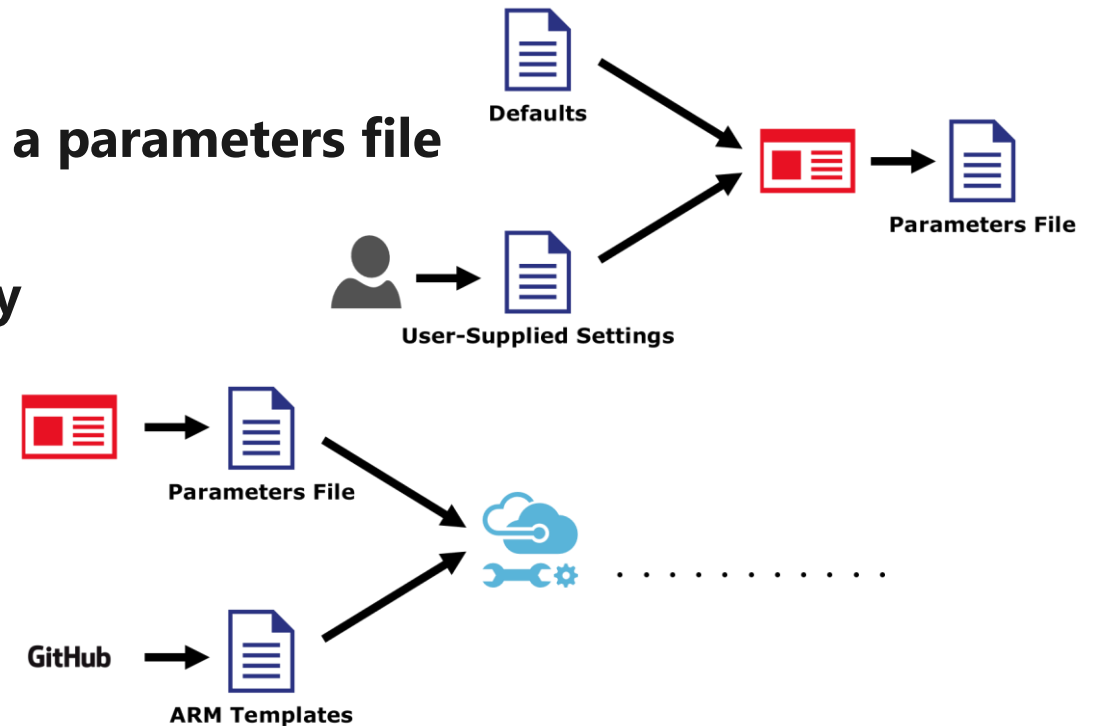 Defaults
a parameters file
Parameters File
y
User-Supplied Settings
Parameters File
GitHub
ARM Templates